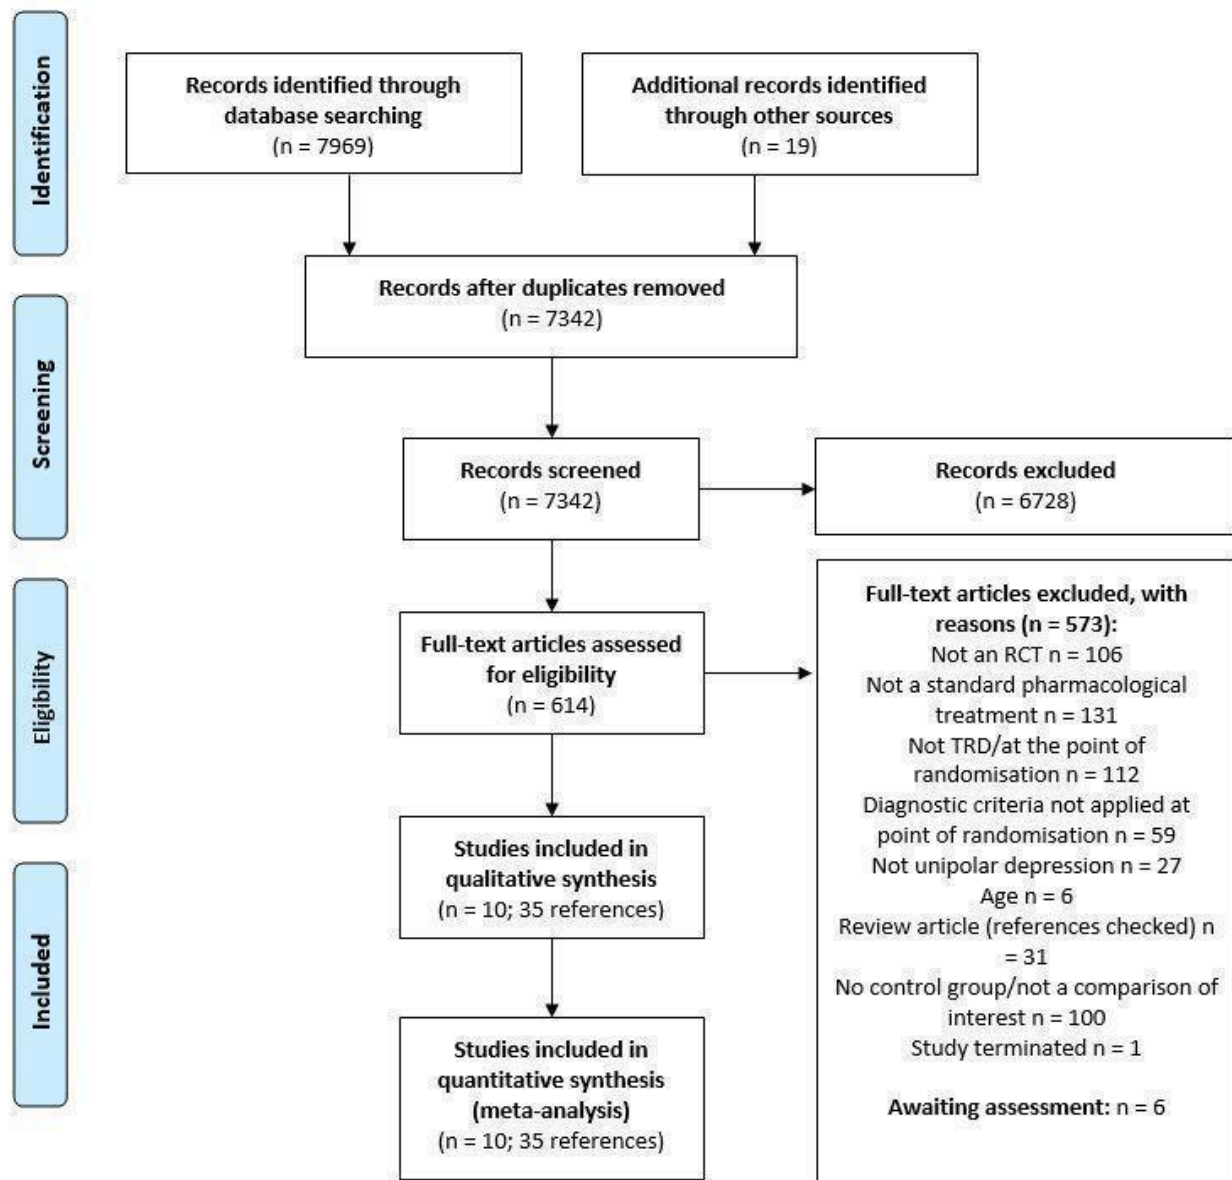 Identification
Records identified through
database searching
(n = 7969)
Additional records identified
through other sources
(n = 19)
Records after duplicates removed
(n = 7342)
Screening
Records screened
(n = 7342)
Records excluded
(n = 6728)
Eligibility
Full-text articles assessed
for eligibility
(n = 614)
Full-text articles excluded, with
reasons (n = 573):
Not an RCT n = 106
Not a standard pharmacological
treatment n = 131
Not TRD/at the point of
randomisation n = 112
Diagnostic criteria not applied at
point of randomisation n = 59
Not unipolar depression n = 27
Age n = 6
Review article (references checked) n
= 31
No control group/not a comparison of
interest n = 100
Study terminated n = 1
Awaiting assessment: n = 6
Included
Studies included in
qualitative synthesis
(n = 10; 35 references)
Studies included in
quantitative synthesis
(meta-analysis)
(n = 10; 35 references)